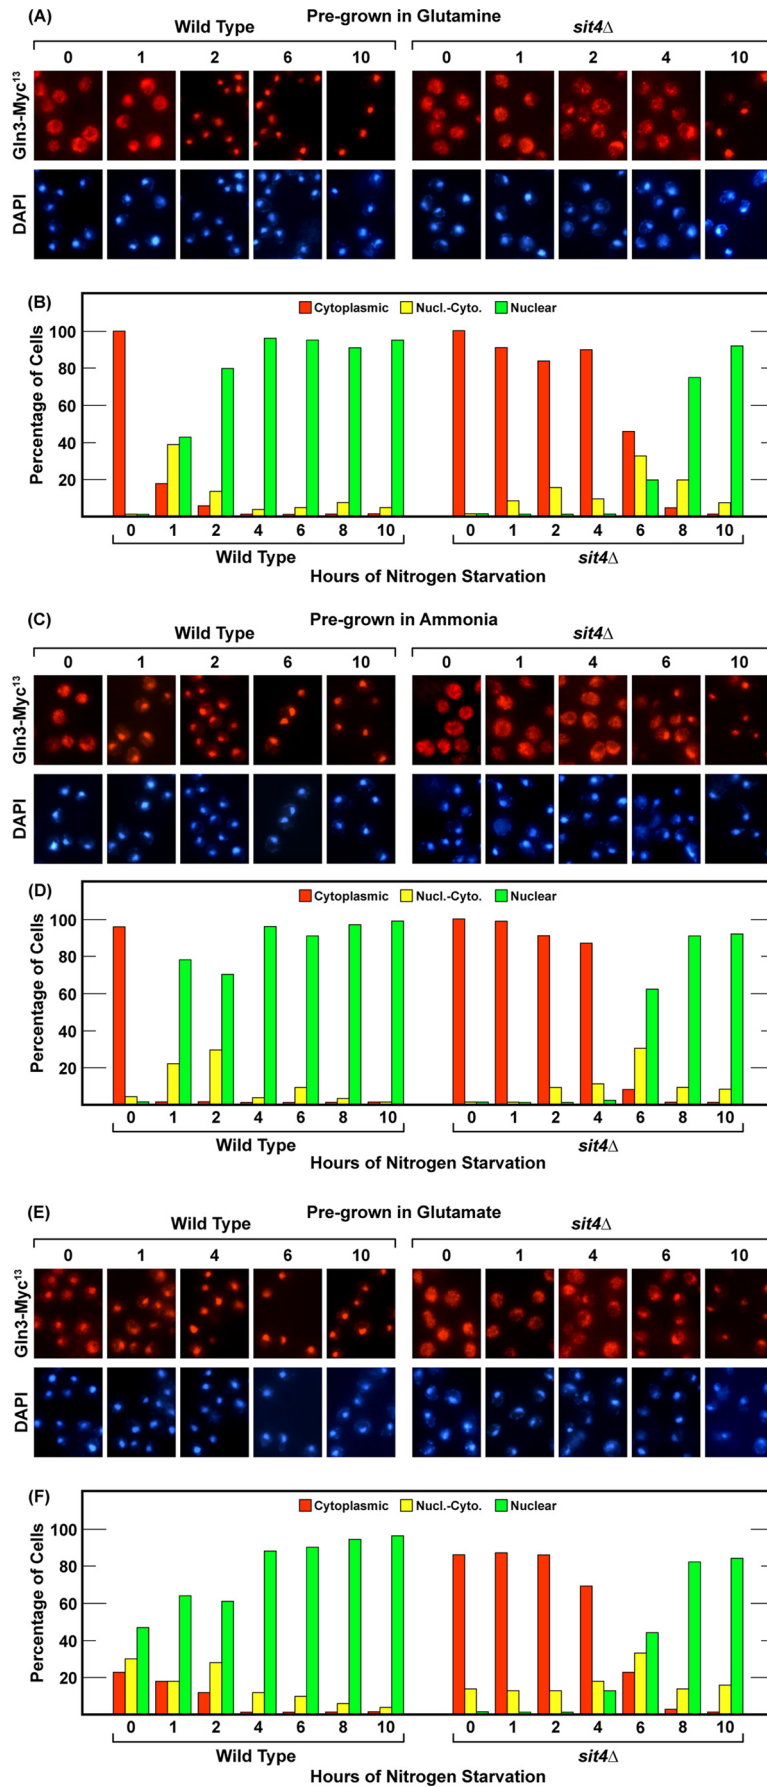 (A) Pre-grown in Glutamine
Wild Type sit4Δ
0 1 2 6 10 0 1 2 4 10
Gln3-Myc¹³
DAPI
(B)
Cytoplasmic Nucl.-Cyto. Nuclear
Percentage of Cells
100
80
60
40
20
0 1 2 4 6 8 10 0 1 2 4 6 8 10
Wild Type sit4Δ
Hours of Nitrogen Starvation
(C) Pre-grown in Ammonia
Wild Type sit4Δ
0 1 2 6 10 0 1 4 6 10
Gln3-Myc¹³
DAPI
(D)
Cytoplasmic Nucl.-Cyto. Nuclear
Percentage of Cells
100
80
60
40
20
0 1 2 4 6 8 10 0 1 2 4 6 8 10
Wild Type sit4Δ
Hours of Nitrogen Starvation
(E) Pre-grown in Glutamate
Wild Type sit4Δ
0 1 4 6 10 0 1 4 6 10
Gln3-Myc¹³
DAPI
(F)
Cytoplasmic Nucl.-Cyto. Nuclear
Percentage of Cells
100
80
60
40
20
0 1 2 4 6 8 10 0 1 2 4 6 8 10
Wild Type sit4Δ
Hours of Nitrogen Starvation